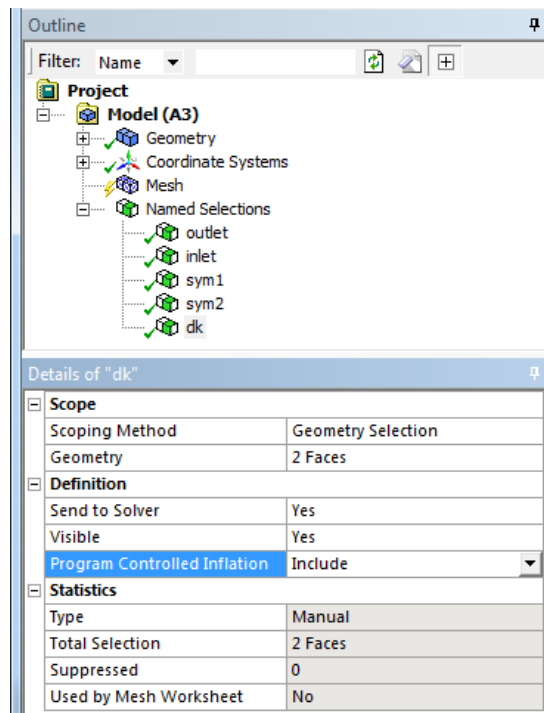 Outline
Filter: Name
Project
Model (A3)
Geometry
Coordinate Systems
Mesh
Named Selections
outlet
inlet
sym1
sym2
dk
Details of "dk"
Scope
Scoping Method Geometry Selection
Geometry 2 Faces
Definition
Send to Solver Yes
Visible Yes
Program Controlled Inflation Include
Statistics
Type Manual
Total Selection 2 Faces
Suppressed 0
Used by Mesh Worksheet No